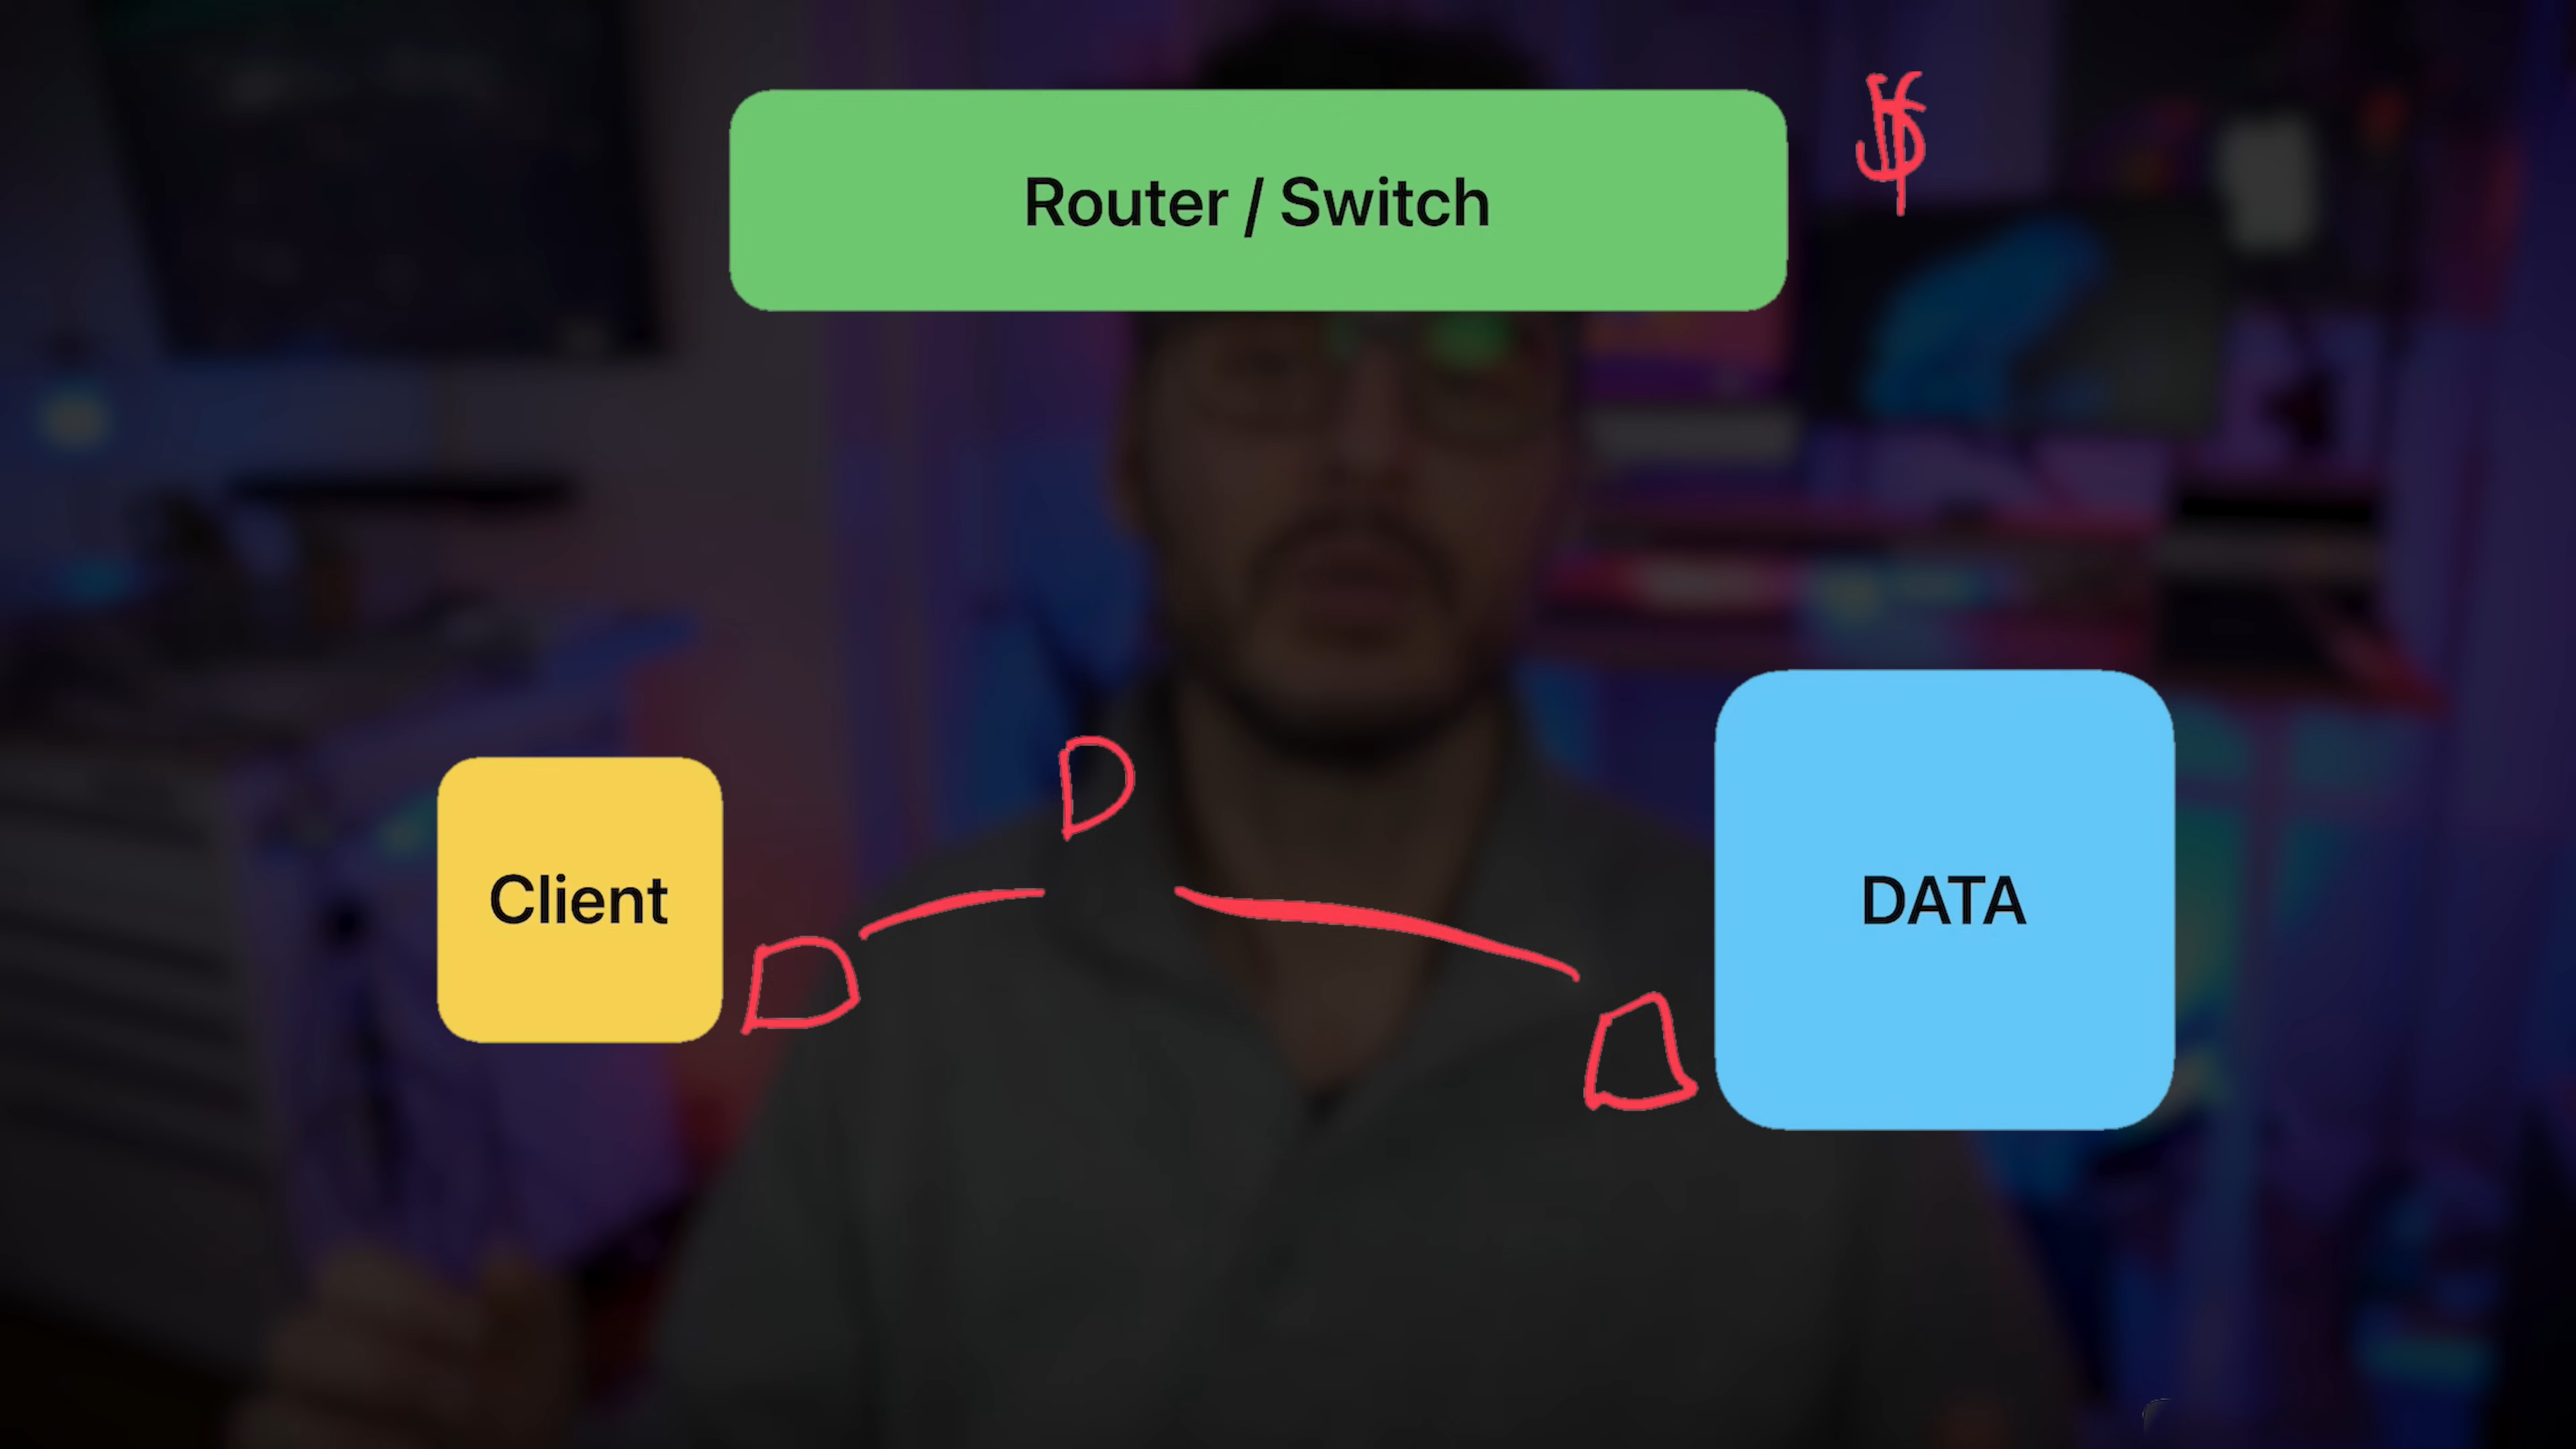 Router / Switch
$
D
Client
DATA